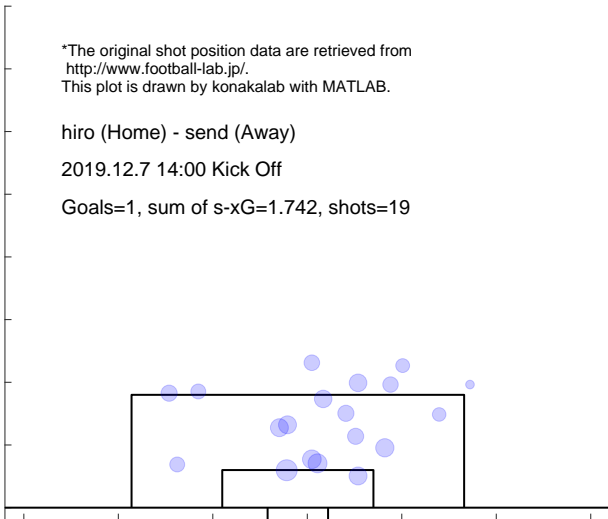 *The original shot position data are retrieved from
http://www.football-lab.jp/.
This plot is drawn by konakalab with MATLAB.
hiro (Home) - send (Away)
2019.12.7 14:00 Kick Off
Goals=1, sum of s-xG=1.742, shots=19